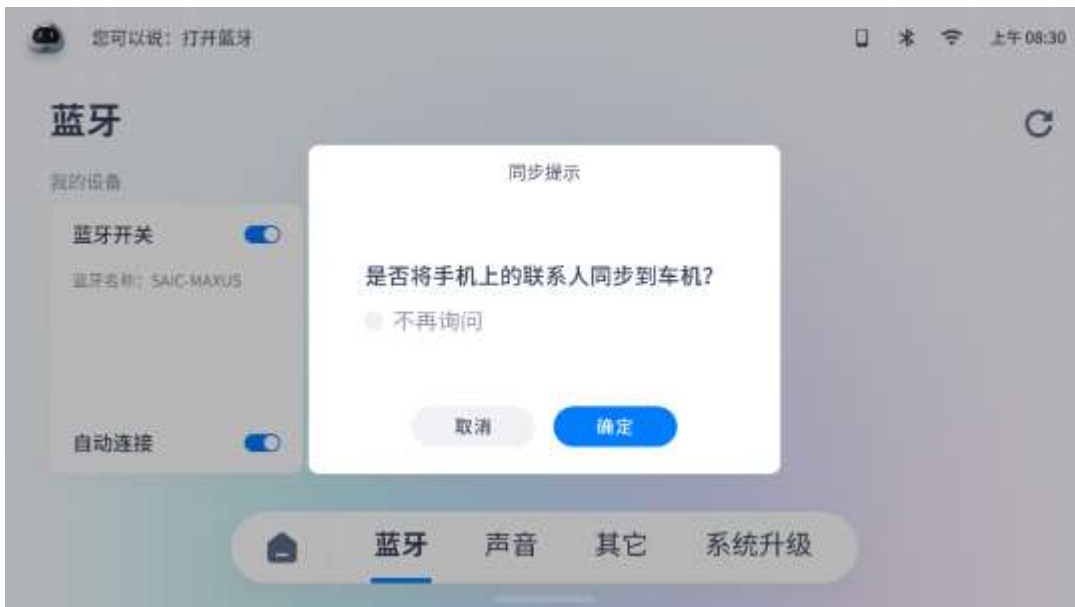 您可以说：打开蓝牙
上午 08:30
蓝牙
我的设备
蓝牙开关
蓝牙名称：SAIC-MAXUS
自动连接
同步提示
是否将手机上的联系人同步到车机？
不再询问
取消
确定
蓝牙
声音
其它
系统升级